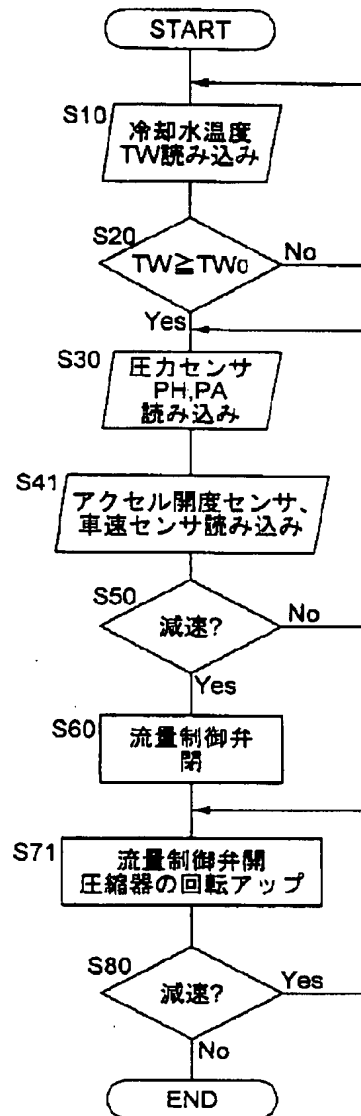 START
S10
冷却水温度
TW読み込み
S20
TW≧TWo
No
Yes
S30
圧力センサ
PH,PA
読み込み
S41
アクセル開度センサ、
車速センサ読み込み
S50
減速?
No
Yes
S60
流量制御弁
閉
S71
流量制御弁開
圧縮器の回転アップ
S80
減速?
Yes
No
END